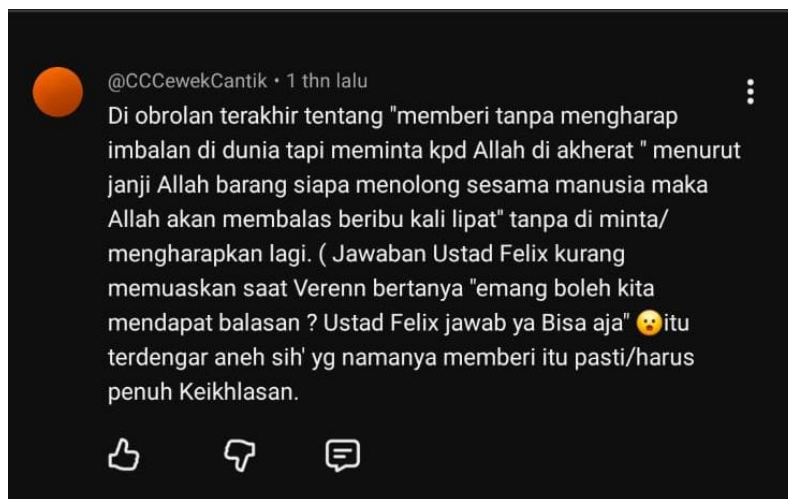 @CCCewekCantik • 1 thn lalu
Di obrolan terakhir tentang "memberi tanpa mengharap
imbalan di dunia tapi meminta kpd Allah di akherat " menurut
janji Allah barang siapa menolong sesama manusia maka
Allah akan membalas beribu kali lipat" tanpa di minta/
mengharapkan lagi. ( Jawaban Ustad Felix kurang
memuaskan saat Verenn bertanya "emang boleh kita
mendapat balasan ? Ustad Felix jawab ya Bisa aja" 😮itu
terdengar aneh sih' yg namanya memberi itu pasti/harus
penuh Keikhlasan.